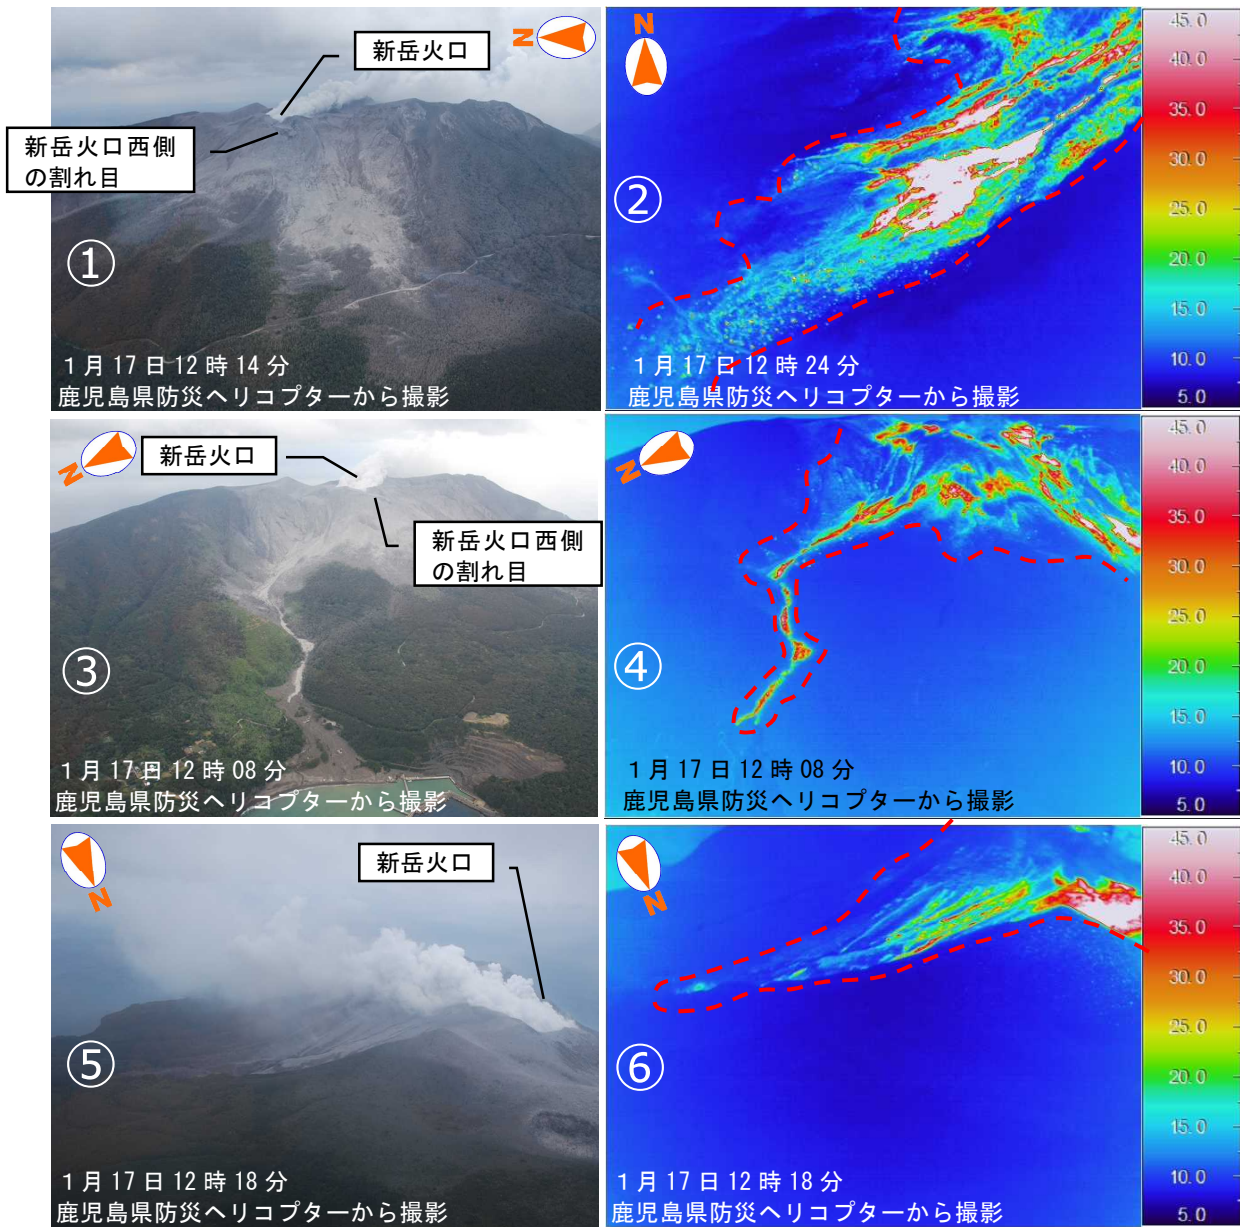 新岳火口
N
新岳火口西側
の割れ目
①
1月17日12時14分
鹿児島県防災ヘリコプターから撮影
N
②
1月17日12時24分
鹿児島県防災ヘリコプターから撮影
45.0
40.0
35.0
30.0
25.0
20.0
15.0
10.0
5.0
N
新岳火口
新岳火口西側
の割れ目
③
1月17日12時08分
鹿児島県防災ヘリコプターから撮影
N
④
1月17日12時08分
鹿児島県防災ヘリコプターから撮影
45.0
40.0
35.0
30.0
25.0
20.0
15.0
10.0
5.0
N
新岳火口
⑤
1月17日12時18分
鹿児島県防災ヘリコプターから撮影
N
⑥
1月17日12時18分
鹿児島県防災ヘリコプターから撮影
45.0
40.0
35.0
30.0
25.0
20.0
15.0
10.0
5.0